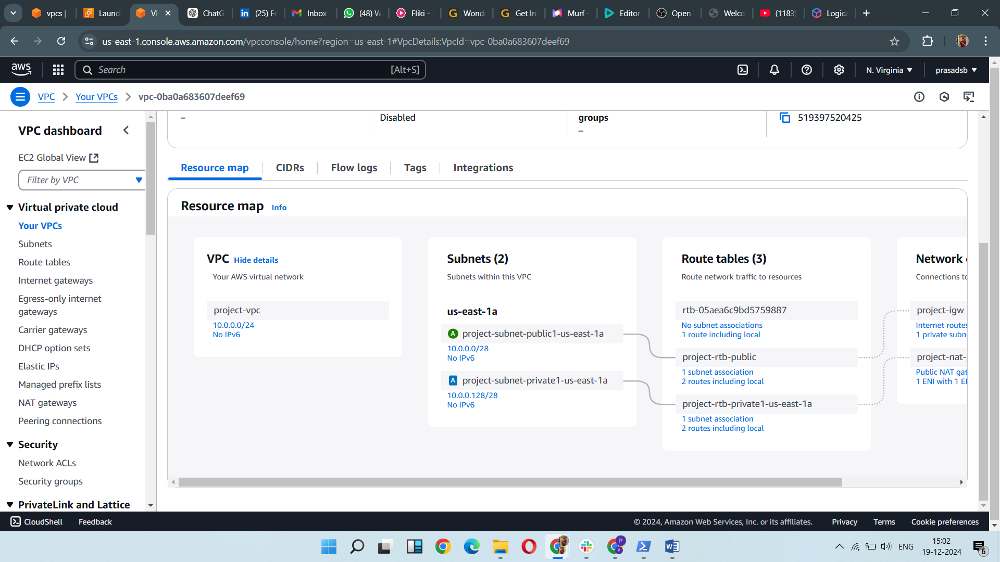 vpcs |
Launc
VI
ChatG
(25) Fe
Inbox
(48) W
Fliki -
Wond
Get In
Murf -
Editor
Open
Welco
(1183)
Logica
us-east-1.console.aws.amazon.com/vpcconsole/home?region=us-east-1#VpcDetails:VpcId=vpc-0ba0a683607deef69
aws
Search
[Alt+S]
N. Virginia
prasadsb
VPC
Your VPCs
vpc-0ba0a683607deef69
VPC dashboard
EC2 Global View
Filter by VPC
Virtual private cloud
Your VPCs
Subnets
Route tables
Internet gateways
Egress-only internet
gateways
Carrier gateways
DHCP option sets
Elastic IPs
Managed prefix lists
NAT gateways
Peering connections
Security
Network ACLs
Security groups
PrivateLink and Lattice
–
Disabled
groups
–
519397520425
Resource map
CIDRs
Flow logs
Tags
Integrations
Resource map Info
VPC Hide details
Your AWS virtual network
project-vpc
10.0.0.0/24
No IPv6
Subnets (2)
Subnets within this VPC
us-east-1a
A project-subnet-public1-us-east-1a
10.0.0.0/28
No IPv6
A project-subnet-private1-us-east-1a
10.0.0.128/28
No IPv6
Route tables (3)
Route network traffic to resources
rtb-05aea6c9bd5759887
No subnet associations
1 route including local
project-rtb-public
1 subnet association
2 routes including local
project-rtb-private1-us-east-1a
1 subnet association
2 routes including local
Network
Connections to
project-igw
Internet routes
1 private subn
project-nat-
Public NAT gat
1 ENI with 1 EI
CloudShell
Feedback
© 2024, Amazon Web Services, Inc. or its affiliates.
Privacy
Terms
Cookie preferences
ENG
15:02
19-12-2024
6